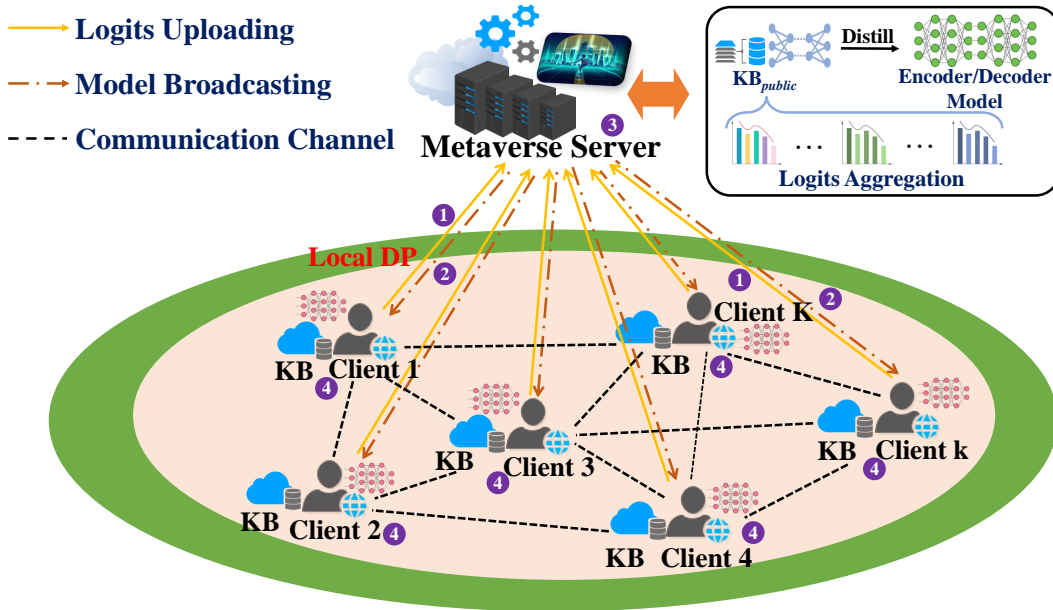 Logits Uploading
Model Broadcasting
Communication Channel
Metaverse Server
3
KB_public
Distill
Encoder/Decoder
Model
Logits Aggregation
1
Local DP
2
1
2
Client K
KB
4
KB
Client 1
4
KB
Client 3
4
KB
Client k
4
KB
Client 2
4
KB
Client 4
4